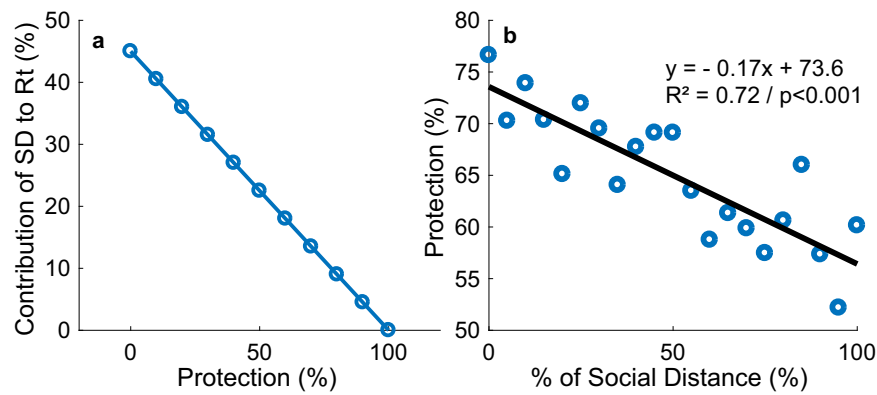 a
50
40
30
20
10
0
0 50 100
Contribution of SD to Rt (%)
Protection (%)
b
y = - 0.17x + 73.6
R² = 0.72 / p<0.001
80
75
70
65
60
55
50
0 50 100
Protection (%)
% of Social Distance (%)